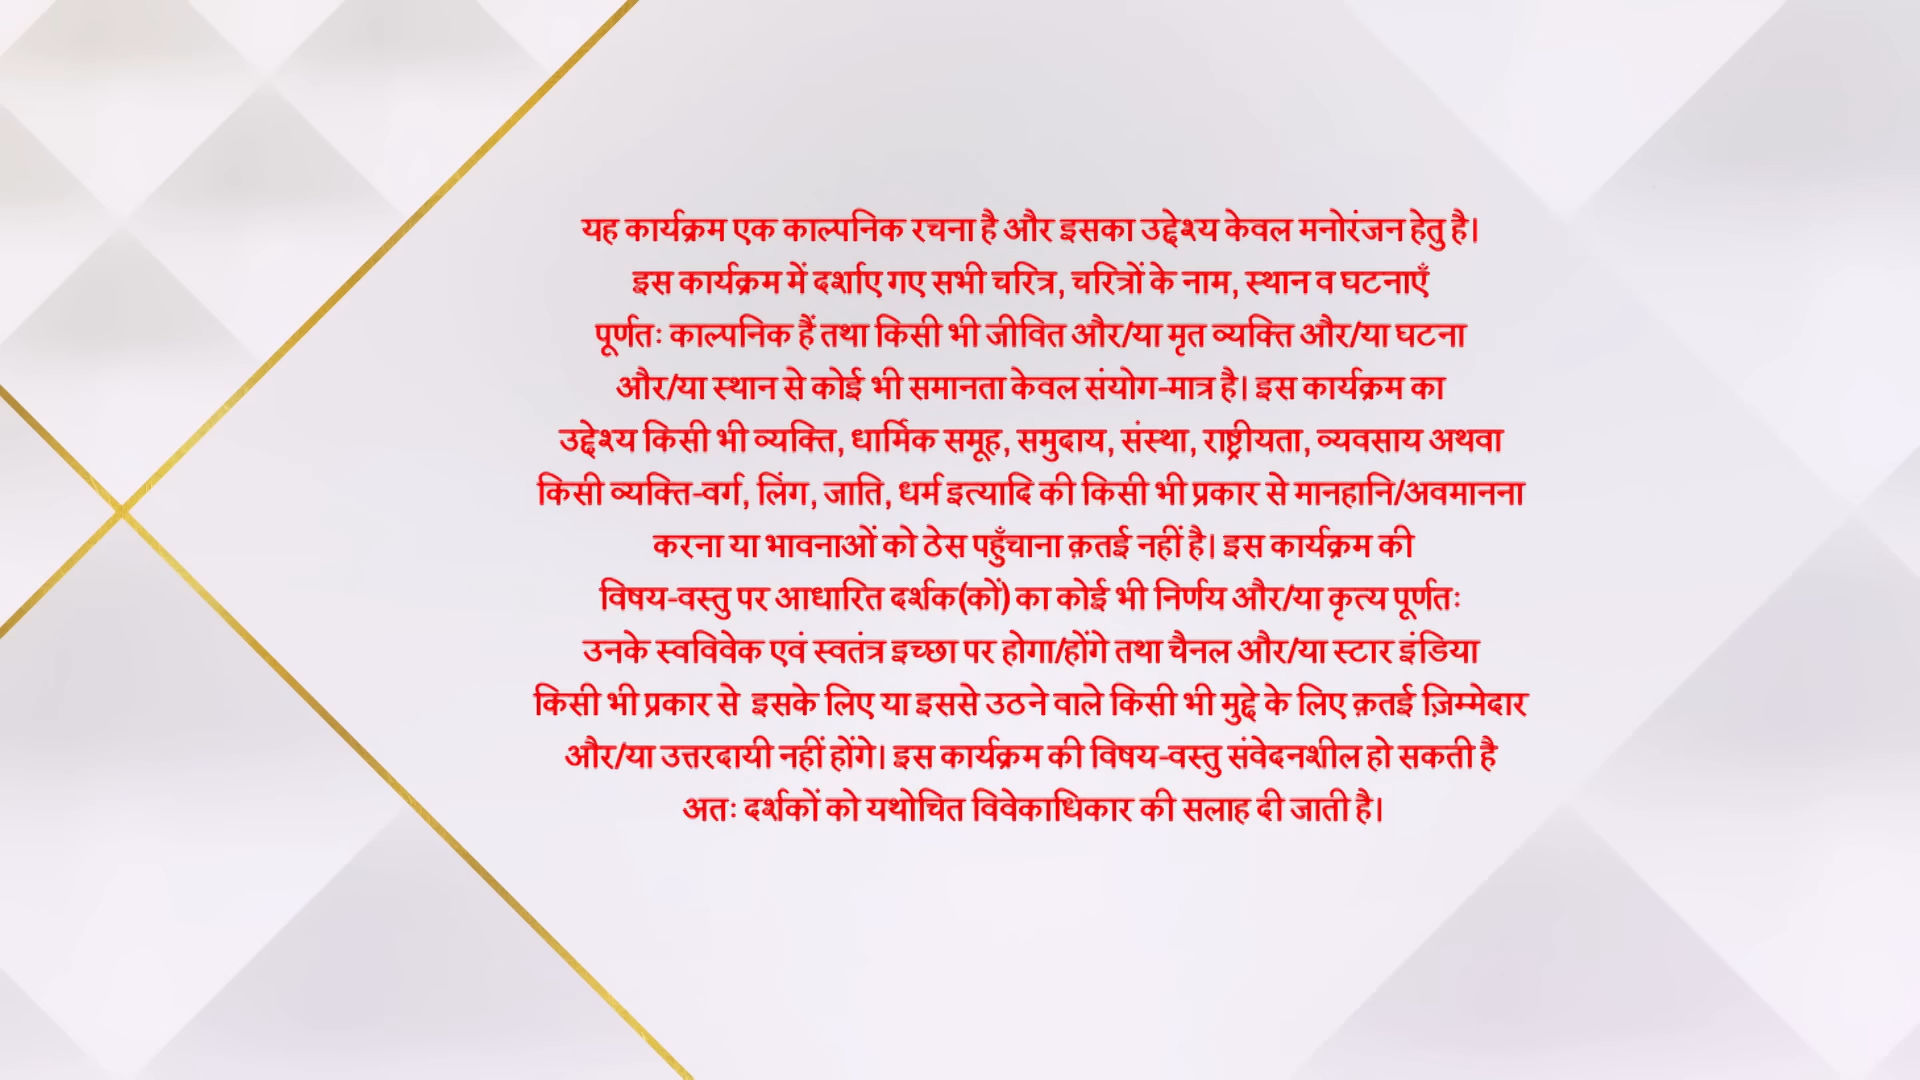 यह कार्यक्रम एक काल्पनिक रचना है और इसका उद्देश्य केवल मनोरंजन हेतु है।
इस कार्यक्रम में दर्शाए गए सभी चरित्र, चरित्रों के नाम, स्थान व घटनाएँ
पूर्णतः काल्पनिक हैं तथा किसी भी जीवित और/या मृत व्यक्ति और/या घटना
और/या स्थान से कोई भी समानता केवल संयोग-मात्र है। इस कार्यक्रम का
उद्देश्य किसी भी व्यक्ति, धार्मिक समूह, समुदाय, संस्था, राष्ट्रीयता, व्यवसाय अथवा
किसी व्यक्ति-वर्ग, लिंग, जाति, धर्म इत्यादि की किसी भी प्रकार से मानहानि/अवमानना
करना या भावनाओं को ठेस पहुँचाना क़तई नहीं है। इस कार्यक्रम की
विषय-वस्तु पर आधारित दर्शक(कों) का कोई भी निर्णय और/या कृत्य पूर्णतः
उनके स्वविवेक एवं स्वतंत्र इच्छा पर होगा/होंगे तथा चैनल और/या स्टार इंडिया
किसी भी प्रकार से इसके लिए या इससे उठने वाले किसी भी मुद्दे के लिए क़तई ज़िम्मेदार
और/या उत्तरदायी नहीं होंगे। इस कार्यक्रम की विषय-वस्तु संवेदनशील हो सकती है
अतः दर्शकों को यथोचित विवेकाधिकार की सलाह दी जाती है।